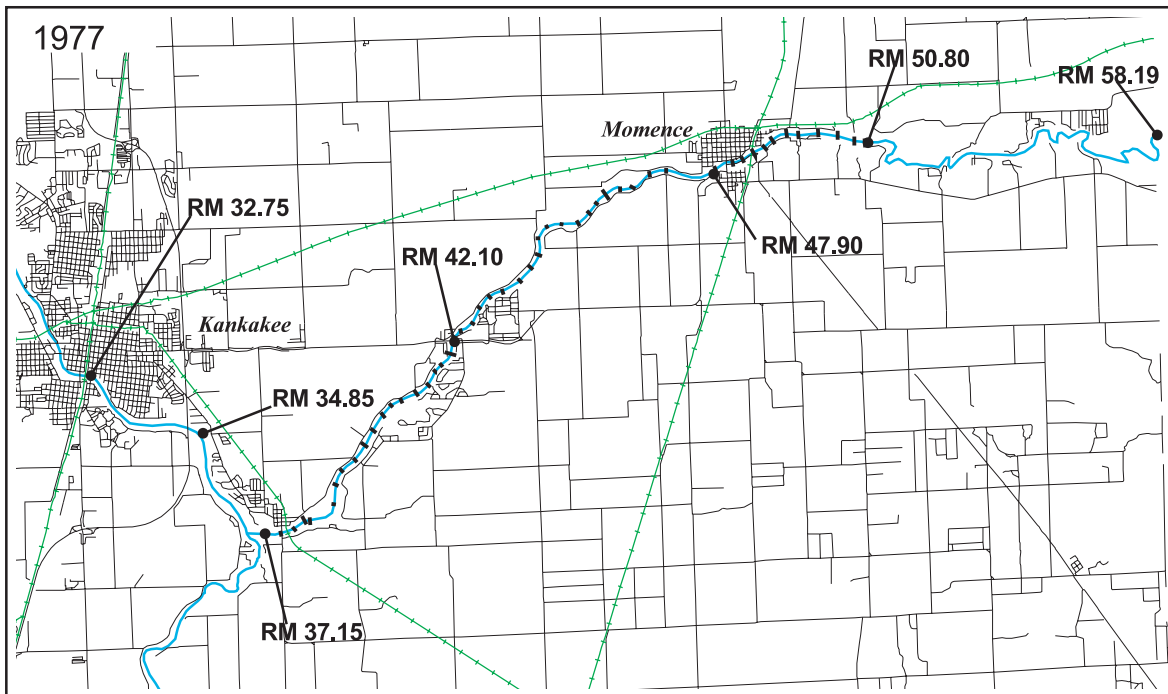 1977
RM 50.80
RM 58.19
Momence
RM 32.75
RM 47.90
RM 42.10
Kankakee
RM 34.85
RM 37.15